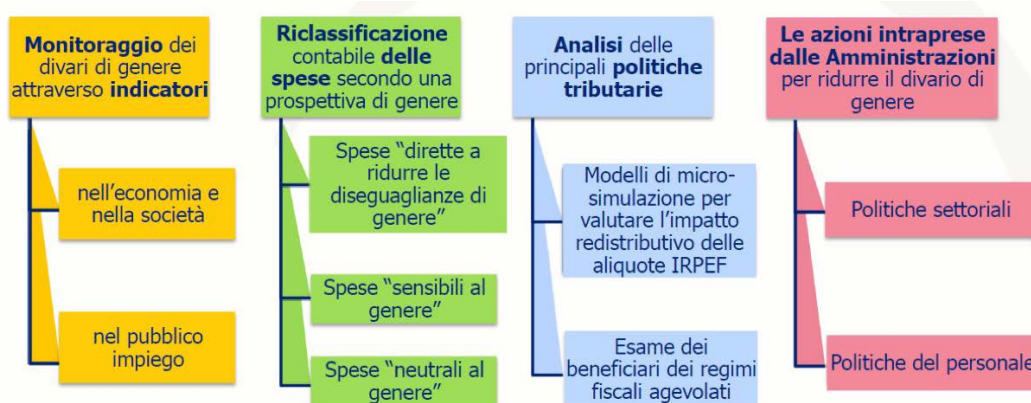 Monitoraggio dei
divari di genere
attraverso indicatori
nell'economia e
nella società
nel pubblico
impiego
Riclassificazione
contabile delle
spese secondo una
prospettiva di genere
Spese “dirette a
ridurre le
diseguaglianze di
genere”
Spese “sensibili al
genere”
Spese “neutrali al
genere”
Analisi delle
principali politiche
tributarie
Modelli di micro-
simulazione per
valutare l'impatto
redistributivo delle
aliquote IRPEF
Esame dei
beneficiari dei regimi
fiscali agevolati
Le azioni intraprese
dalle Amministrazioni
per ridurre il divario di
genere
Politiche settoriali
Politiche del personale